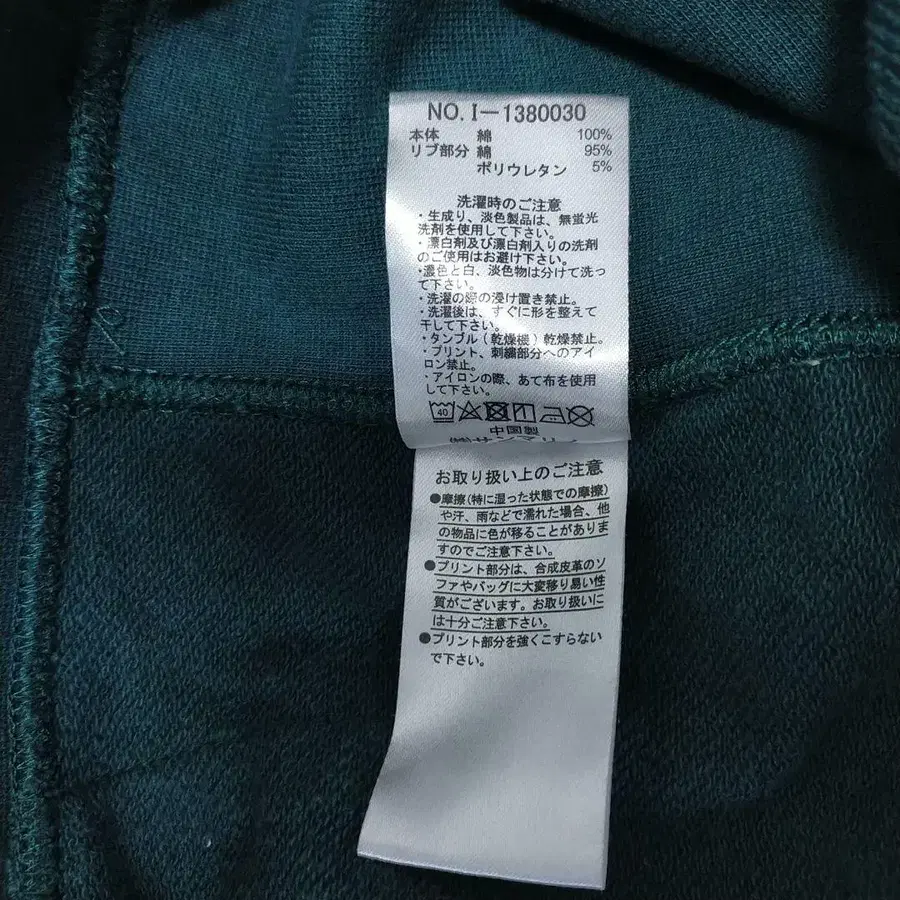 NO.I-1380030
本体 綿 100%
リブ部分 綿 95%
ポリウレタン 5%
洗濯時のご注意
・生成り、淡色製品は、無蛍光
洗剤を使用して下さい。
・漂白剤及び漂白剤入りの洗剤
のご使用はお避け下さい。
・濃色と白、淡色物は分けて洗っ
て下さい。
・洗濯の際の浸け置き禁止。
・洗濯後は、すぐに形を整えて
干して下さい。
・タンブル(乾燥機)乾燥禁止。
・プリント、刺繍部分へのアイ
ロン禁止。
・アイロンの際、あて布を使用
して下さい。
40
中国製
㈱サンマリノ
お取り扱い上のご注意
●摩擦(特に湿った状態での摩擦)
や汗、雨などで濡れた場合、他
の物品に色が移ることがありま
すのでご注意下さい。
●プリント部分は、合成皮革のソ
ファやバッグに大変移り易い性
質がございます。お取り扱いに
は十分ご注意下さい。
●プリント部分を強くこすらない
で下さい。